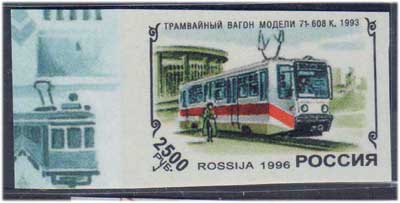 ТРАМВАЙНЫЙ ВАГОН МОДЕЛИ 71-608 К, 1993
2500
РУБ.
ROSSIJA 1996 РОССИЯ